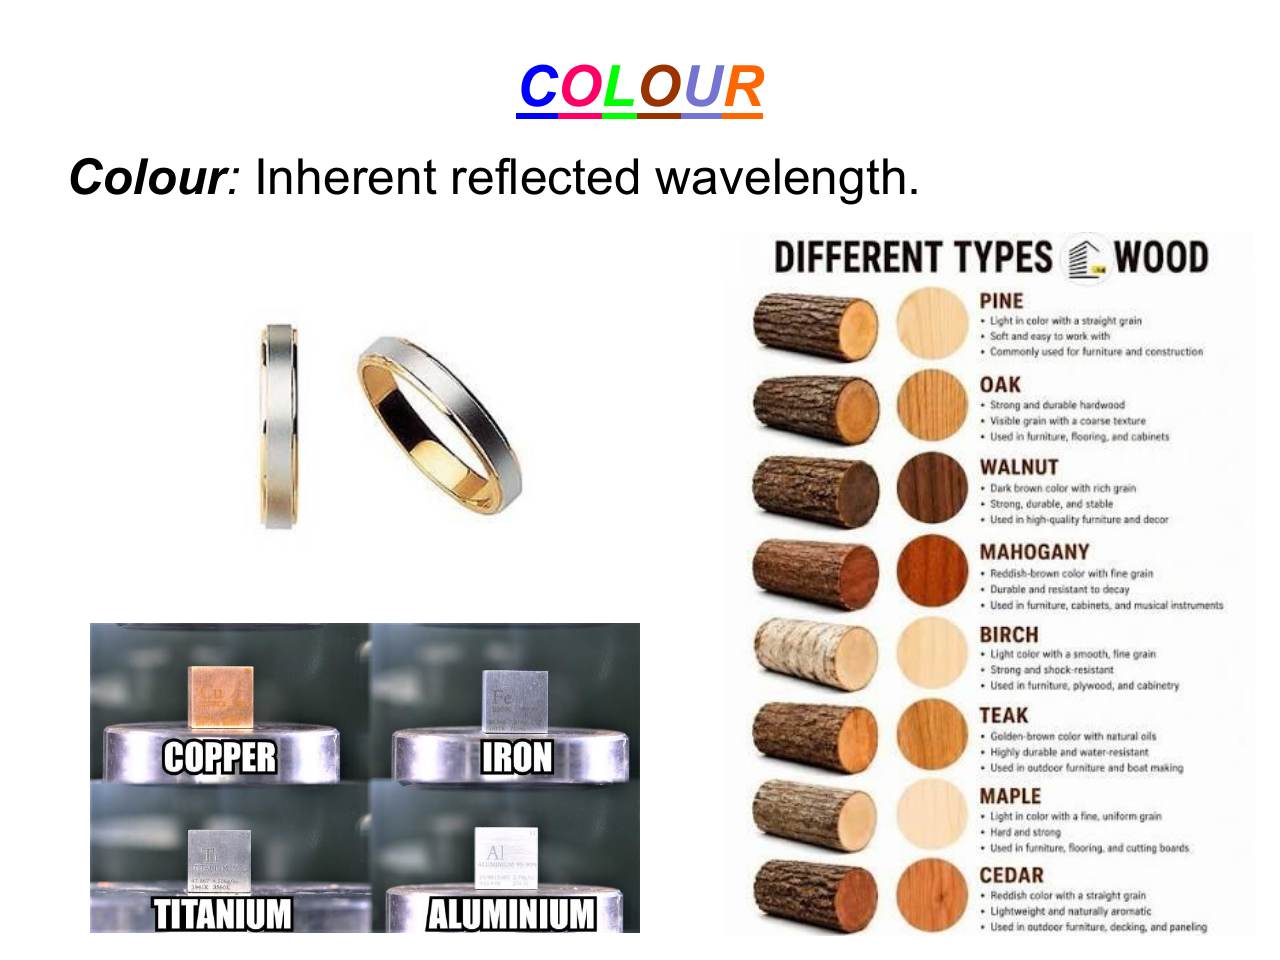 COLOUR
Colour: Inherent reflected wavelength.
DIFFERENT TYPES WOOD
PINE
• Light in color with a straight grain
• Soft and easy to work with
• Commonly used for furniture and construction
OAK
• Strong and durable hardwood
• Visible grain with a coarse texture
• Used in furniture, flooring, and cabinets
WALNUT
• Dark brown color with rich grain
• Strong, durable, and stable
• Used in high-quality furniture and decor
MAHOGANY
• Reddish-brown color with fine grain
• Durable and resistant to decay
• Used in furniture, cabinets, and musical instruments
BIRCH
• Light color with a smooth, fine grain
• Strong and shock-resistant
• Used in furniture, plywood, and cabinetry
TEAK
• Golden-brown color with natural oils
• Highly durable and water-resistant
• Used in outdoor furniture and boat making
MAPLE
• Light in color with a fine, uniform grain
• Hard and strong
• Used in furniture, flooring, and cutting boards
CEDAR
• Reddish color with a straight grain
• Lightweight and naturally aromatic
• Used in outdoor furniture, decking, and paneling
Cu
COPPER
Fe
IRON
Ti
TITANIUM
Al
ALUMINIUM